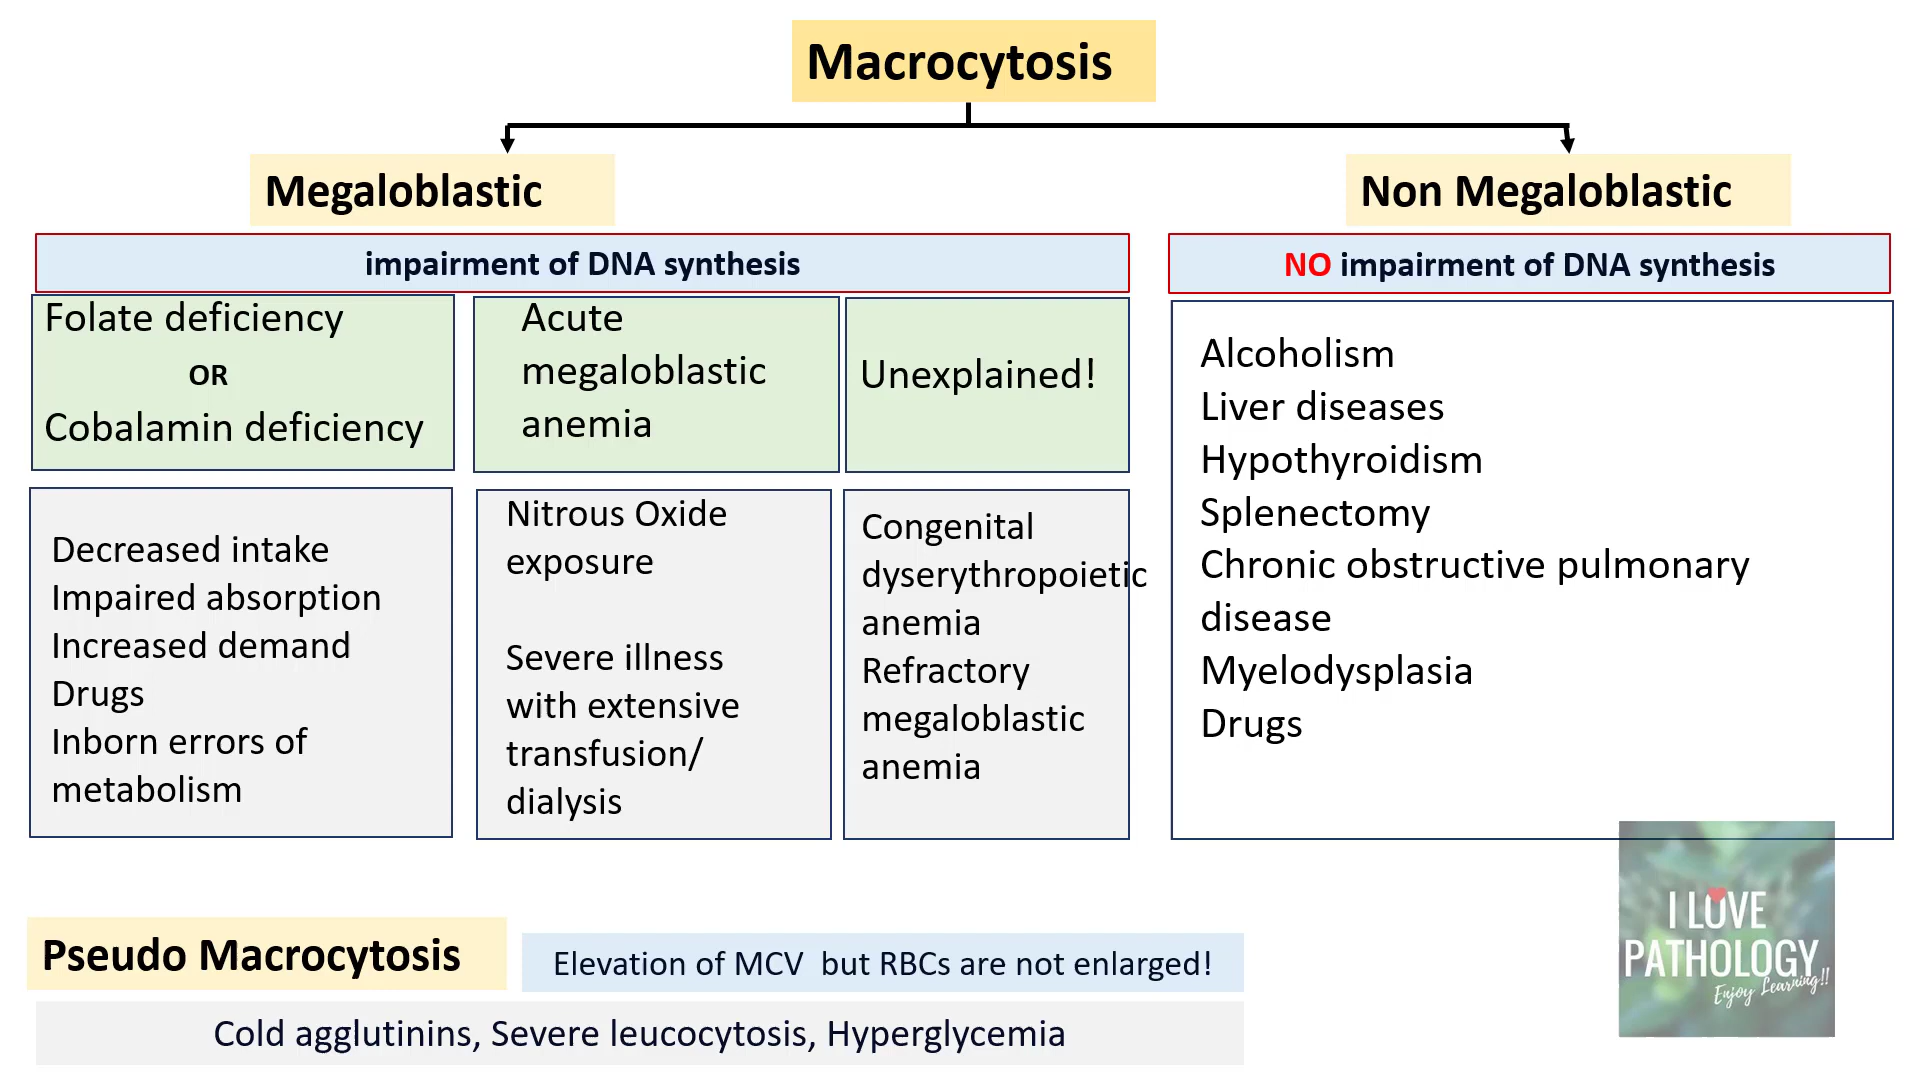 Macrocytosis
Megaloblastic
Non Megaloblastic
impairment of DNA synthesis
NO impairment of DNA synthesis
Folate deficiency
OR
Cobalamin deficiency
Acute
megaloblastic
anemia
Unexplained!
Decreased intake
Impaired absorption
Increased demand
Drugs
Inborn errors of
metabolism
Nitrous Oxide
exposure
Severe illness
with extensive
transfusion/
dialysis
Congenital
dyserythropoietic
anemia
Refractory
megaloblastic
anemia
Alcoholism
Liver diseases
Hypothyroidism
Splenectomy
Chronic obstructive pulmonary
disease
Myelodysplasia
Drugs
Pseudo Macrocytosis
Elevation of MCV but RBCs are not enlarged!
Cold agglutinins, Severe leucocytosis, Hyperglycemia
I LOVE
PATHOLOGY
Enjoy Learning!!